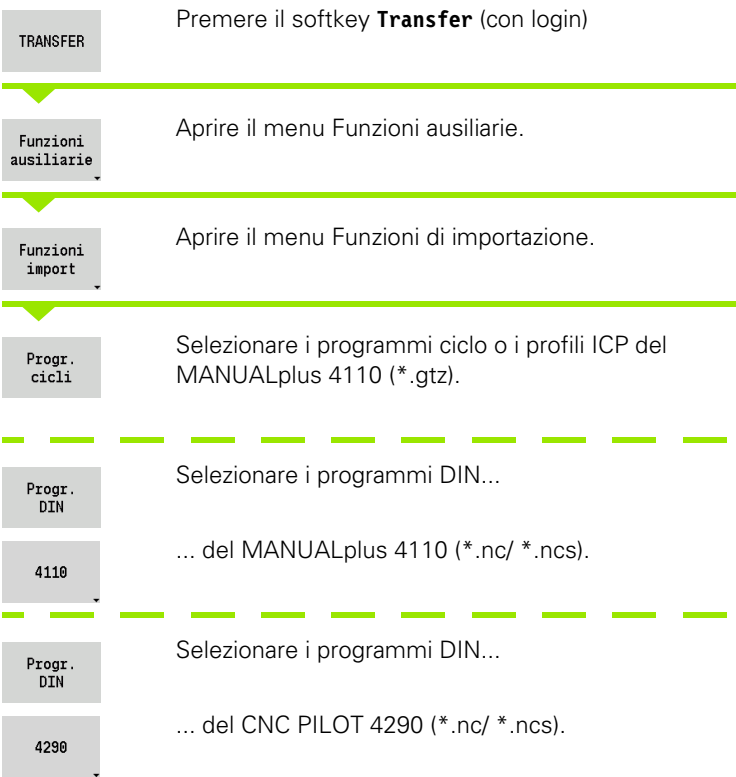 TRANSFER
Premere il softkey Transfer (con login)
Funzioni
ausiliarie
Aprire il menu Funzioni ausiliarie.
Funzioni
import
Aprire il menu Funzioni di importazione.
Progr.
cicli
Selezionare i programmi ciclo o i profili ICP del
MANUALplus 4110 (*.gtz).
Progr.
DIN
Selezionare i programmi DIN...
4110
... del MANUALplus 4110 (*.nc/ *.ncs).
Progr.
DIN
Selezionare i programmi DIN...
4290
... del CNC PILOT 4290 (*.nc/ *.ncs).